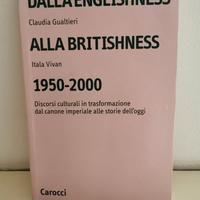 DALLA ENGLISHNESS
Claudia Gualtieri
ALLA BRITISHNESS
Itala Vivan
1950-2000
Discorsi culturali in trasformazione
dal canone imperiale alle storie dell'oggi
Carocci